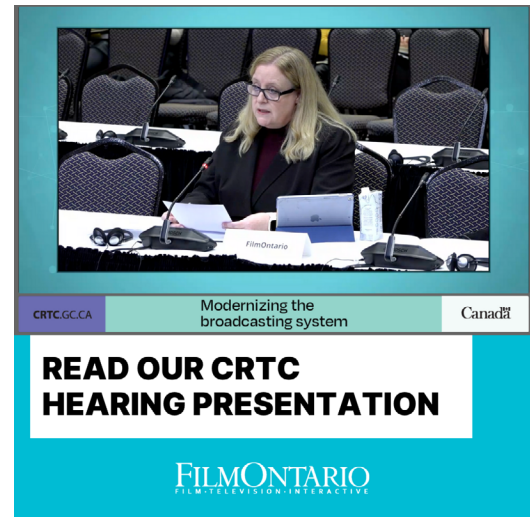 FilmOntario
CRTC.GC.CA
Modernizing the
broadcasting system
Canada
READ OUR CRTC
HEARING PRESENTATION
FILMONTARIO
FILM•TELEVISION•INTERACTIVE